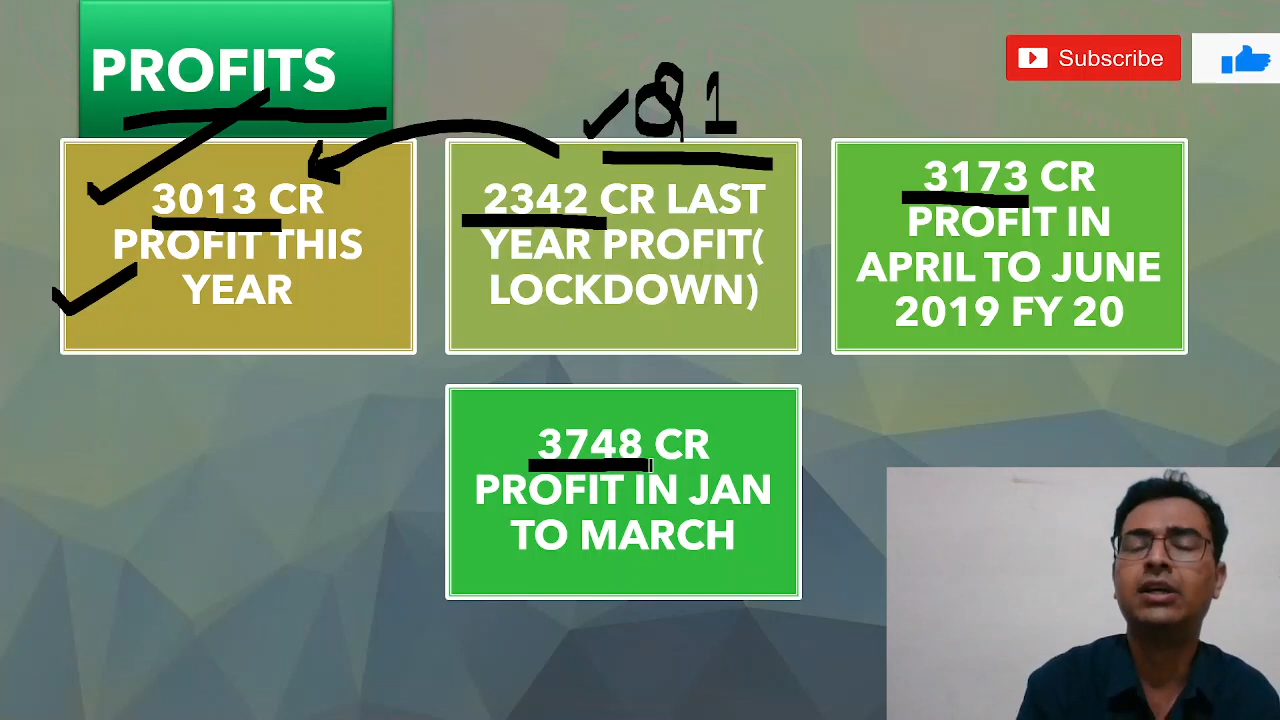 PROFITS
Subscribe
Q1
3013 CR
PROFIT THIS
YEAR
2342 CR LAST
YEAR PROFIT(
LOCKDOWN)
3173 CR
PROFIT IN
APRIL TO JUNE
2019 FY 20
3748 CR
PROFIT IN JAN
TO MARCH